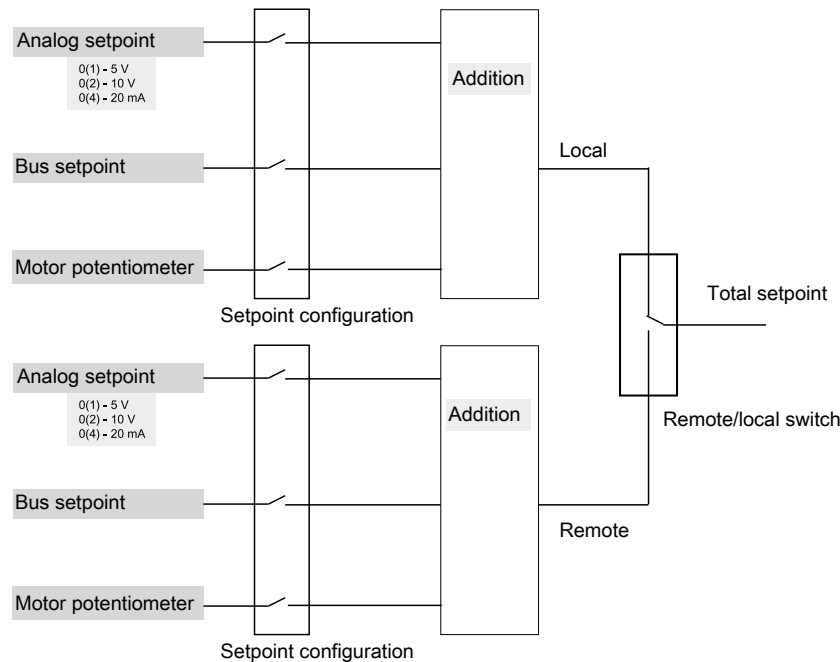 Analog setpoint
0(1) - 5 V
0(2) - 10 V
0(4) - 20 mA
Addition
Bus setpoint
Local
Motor potentiometer
Total setpoint
Setpoint configuration
Analog setpoint
0(1) - 5 V
0(2) - 10 V
0(4) - 20 mA
Addition
Remote/local switch
Bus setpoint
Remote
Motor potentiometer
Setpoint configuration